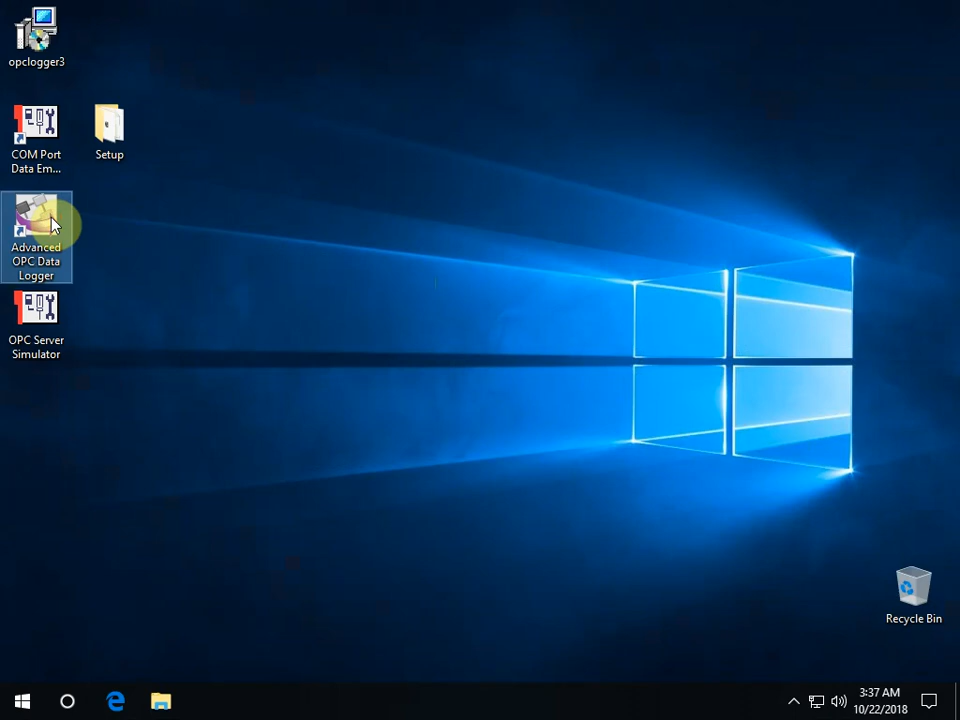 opclogger3
COM Port
Data Em...
Setup
Advanced
OPC Data
Logger
OPC Server
Simulator
Recycle Bin
3:37 AM
10/22/2018